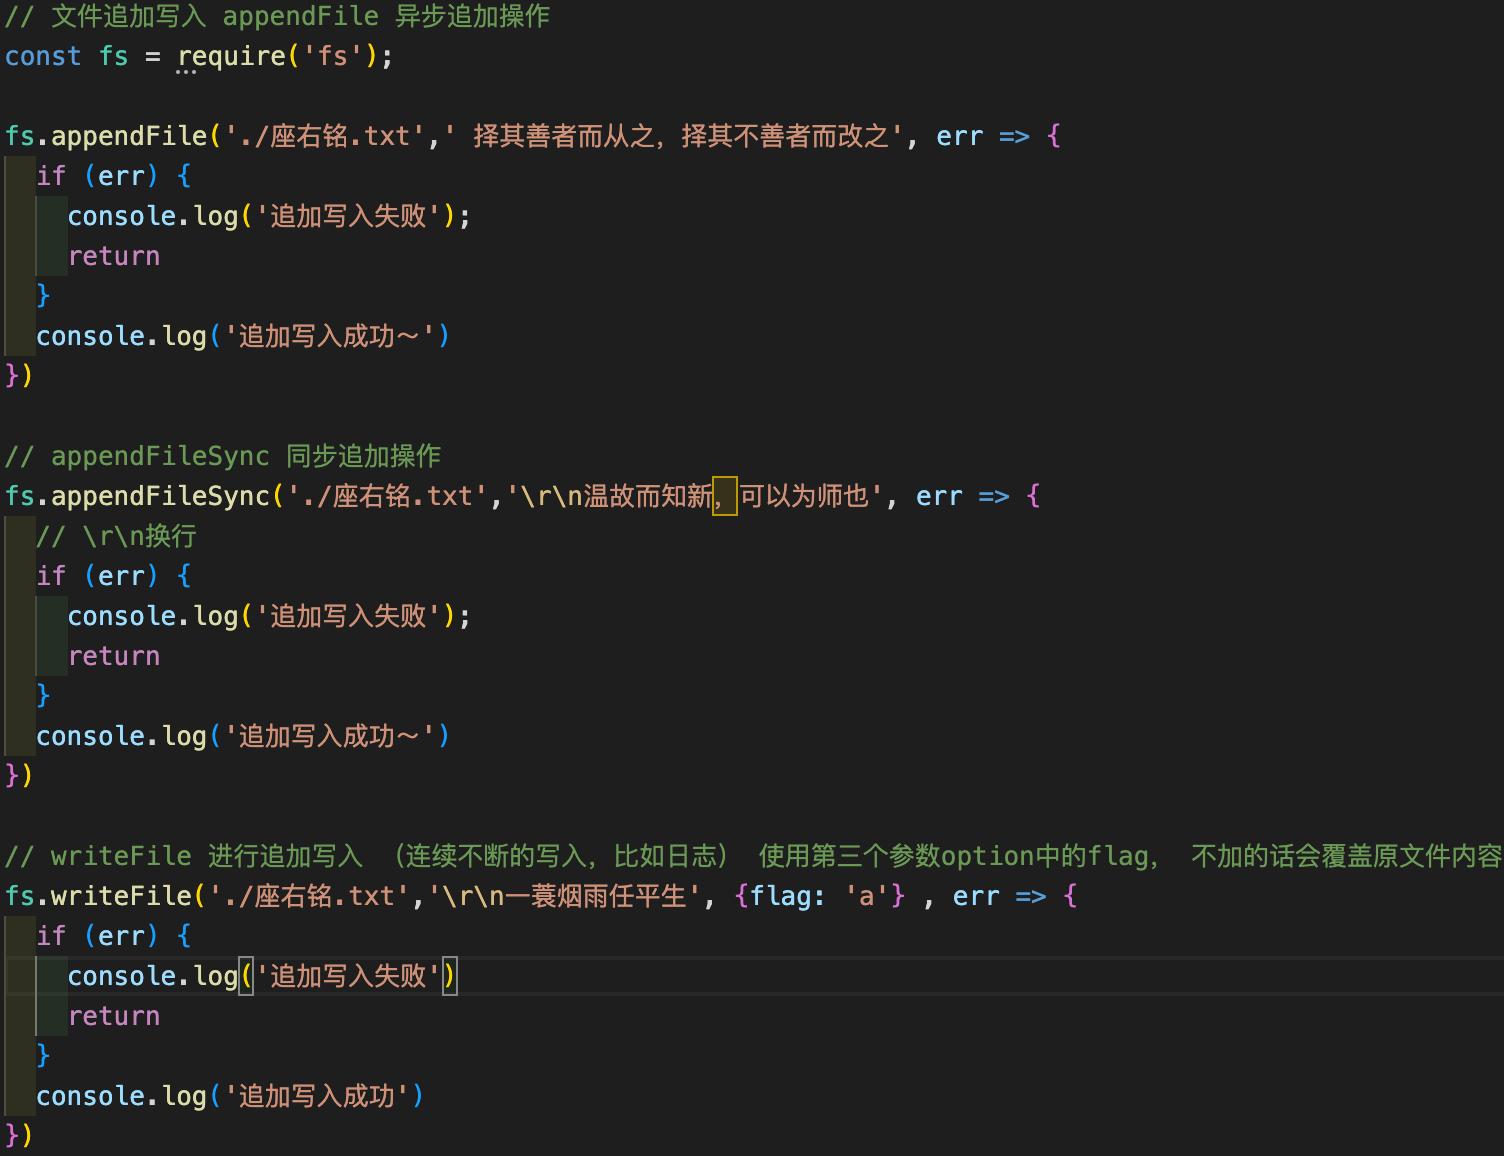 // 文件追加写入 appendFile 异步追加操作
const fs = require('fs');
fs.appendFile('./座右铭.txt',' 择其善者而从之，择其不善者而改之', err => {
if (err) {
console.log('追加写入失败');
return
}
console.log('追加写入成功～')
})
// appendFileSync 同步追加操作
fs.appendFileSync('./座右铭.txt','\r\n温故而知新，可以为师也', err => {
// \r\n换行
if (err) {
console.log('追加写入失败');
return
}
console.log('追加写入成功～')
})
// writeFile 进行追加写入 （连续不断的写入，比如日志） 使用第三个参数option中的flag， 不加的话会覆盖原文件内容
fs.writeFile('./座右铭.txt','\r\n一蓑烟雨任平生', {flag: 'a'} , err => {
if (err) {
console.log('追加写入失败')
return
}
console.log('追加写入成功')
})